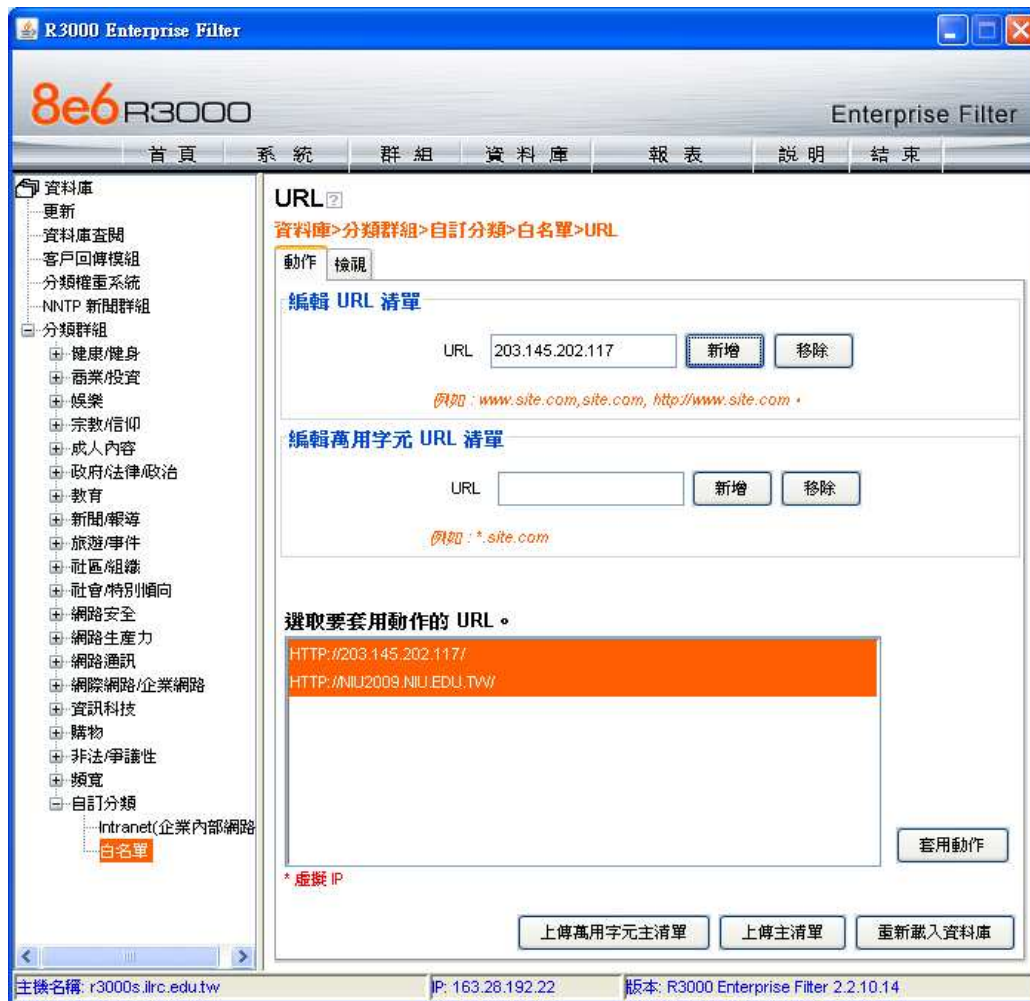 R3000 Enterprise Filter
8e6 R3000
Enterprise Filter
首頁 系統 群組 資料庫 報表 説明 結束
資料庫
更新
資料庫查閱
客戶回傳模組
分類權重系統
NNTP 新聞群組
分類群組
健康/健身
商業/投資
娛樂
宗教/信仰
成人內容
政府/法律/政治
教育
新聞/報導
旅遊/事件
社區/組織
社會/特別傾向
網路安全
網路生產力
網路通訊
網際網路/企業網路
資訊科技
購物
非法/爭議性
頻寬
自訂分類
Intranet(企業內部網路
白名單
URL
資料庫>分類群組>自訂分類>白名單>URL
動作 檢視
編輯 URL 清單
URL 203.145.202.117 新增 移除
例如 : www.site.com,site.com, http://www.site.com。
編輯萬用字元 URL 清單
URL 新增 移除
例如 : *.site.com
選取要套用動作的 URL。
HTTP://203.145.202.117/
HTTP://NIU2009.NIU.EDU.TW/
套用動作
* 虛擬 IP
上傳萬用字元主清單 上傳主清單 重新載入資料庫
主機名稱: r3000s.ilrc.edu.tw IP: 163.28.192.22 版本: R3000 Enterprise Filter 2.2.10.14